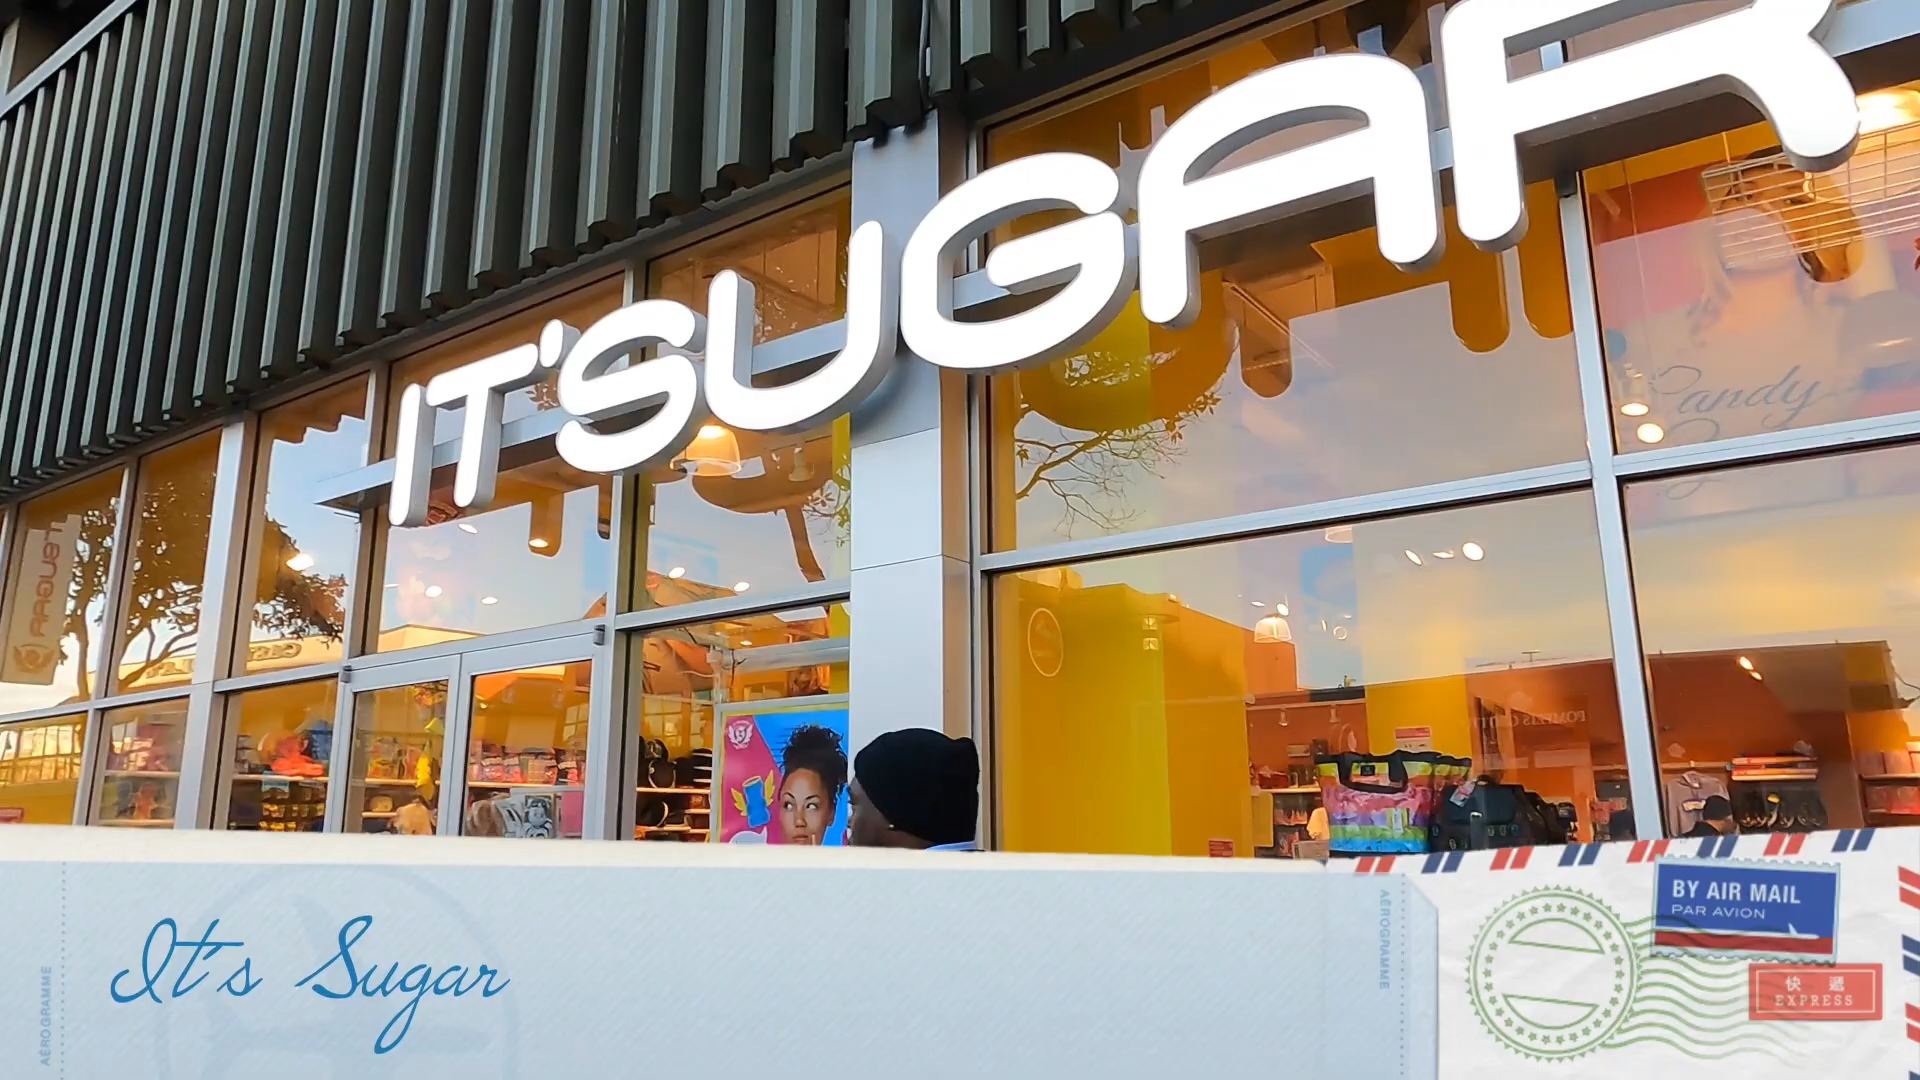 IT'SUGAR
Candy
It's Sugar
AÉROGRAMME
AÉROGRAMME
BY AIR MAIL
PAR AVION
快 遞
EXPRESS